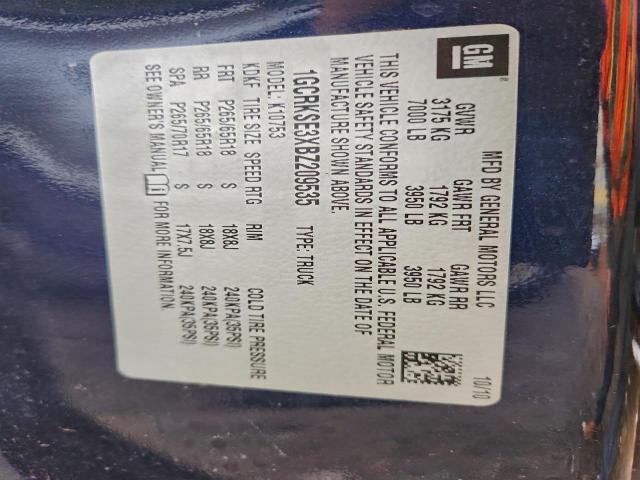 GM
MFD BY GENERAL MOTORS LLC 10/10
GVWR GAWR FRT GAWR RR
3175 KG 1792 KG 1792 KG
7000 LB 3950 LB 3950 LB
THIS VEHICLE CONFORMS TO ALL APPLICABLE U.S. FEDERAL MOTOR
VEHICLE SAFETY STANDARDS IN EFFECT ON THE DATE OF
MANUFACTURE SHOWN ABOVE.
1GCRKSE3XBZ209535 TYPE: TRUCK
MODEL: K10753
KDMF TIRE SIZE SPEED RTG RIM COLD TIRE PRESSURE
FRT P265/65R18 S 18X8J 240KPA(35PSI)
RR P265/65R18 S 18X8J 240KPA(35PSI)
SPA P265/70R17 S 17X7.5J 240KPA(35PSI)
SEE OWNER'S MANUAL FOR MORE INFORMATION.